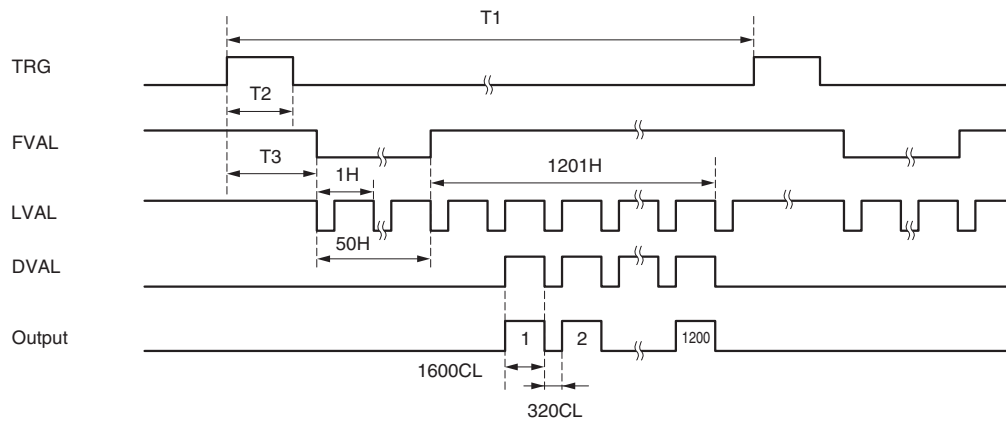 T1
TRG
T2
FVAL
T3
1H
1201H
LVAL
50H
DVAL
Output
1
2
1200
1600CL
320CL